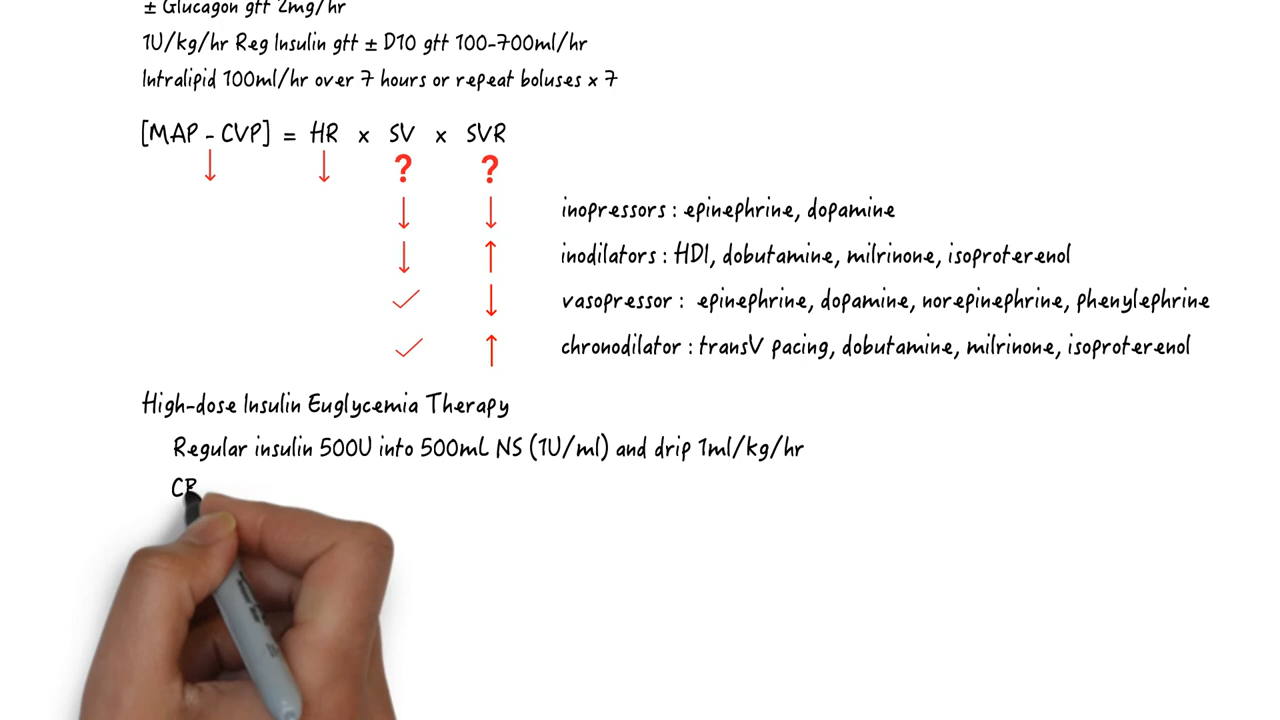 ± Glucagon gtt 2mg/hr
1U/kg/hr Reg Insulin gtt ± D10 gtt 100-700ml/hr
Intralipid 100ml/hr over 7 hours or repeat boluses x 7
[MAP - CVP] = HR x SV x SVR
↓ ↓ ? ?
↓ ↓ inopressors : epinephrine, dopamine
↓ ↑ inodilators : HDI, dobutamine, milrinone, isoproterenol
✓ ↓ vasopressor : epinephrine, dopamine, norepinephrine, phenylephrine
✓ ↑ chronodilator : transV pacing, dobutamine, milrinone, isoproterenol
High-dose Insulin Euglycemia Therapy
Regular insulin 500U into 500mL NS (1U/ml) and drip 1ml/kg/hr